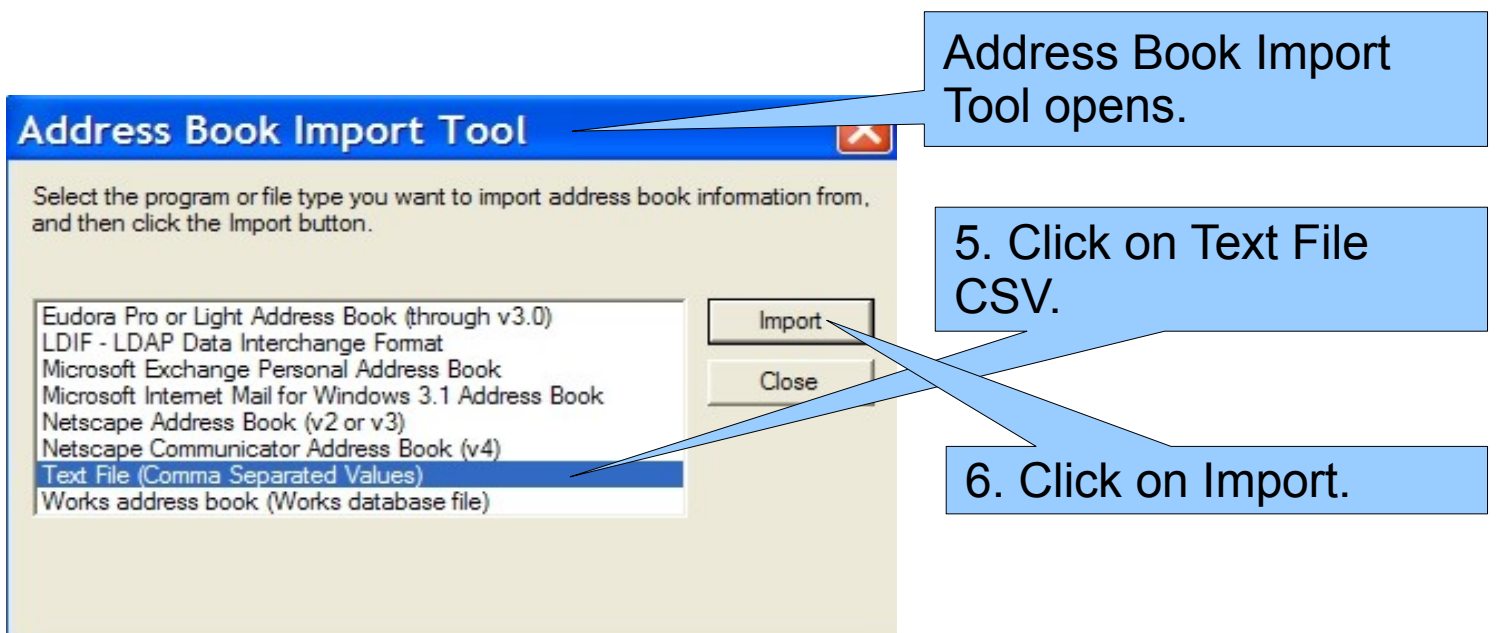 Address Book Import
Tool opens.
Address Book Import Tool
Select the program or file type you want to import address book information from,
and then click the Import button.
5. Click on Text File
CSV.
Eudora Pro or Light Address Book (through v3.0)
LDIF - LDAP Data Interchange Format
Microsoft Exchange Personal Address Book
Microsoft Internet Mail for Windows 3.1 Address Book
Netscape Address Book (v2 or v3)
Netscape Communicator Address Book (v4)
Text File (Comma Separated Values)
Works address book (Works database file)
Import
Close
6. Click on Import.